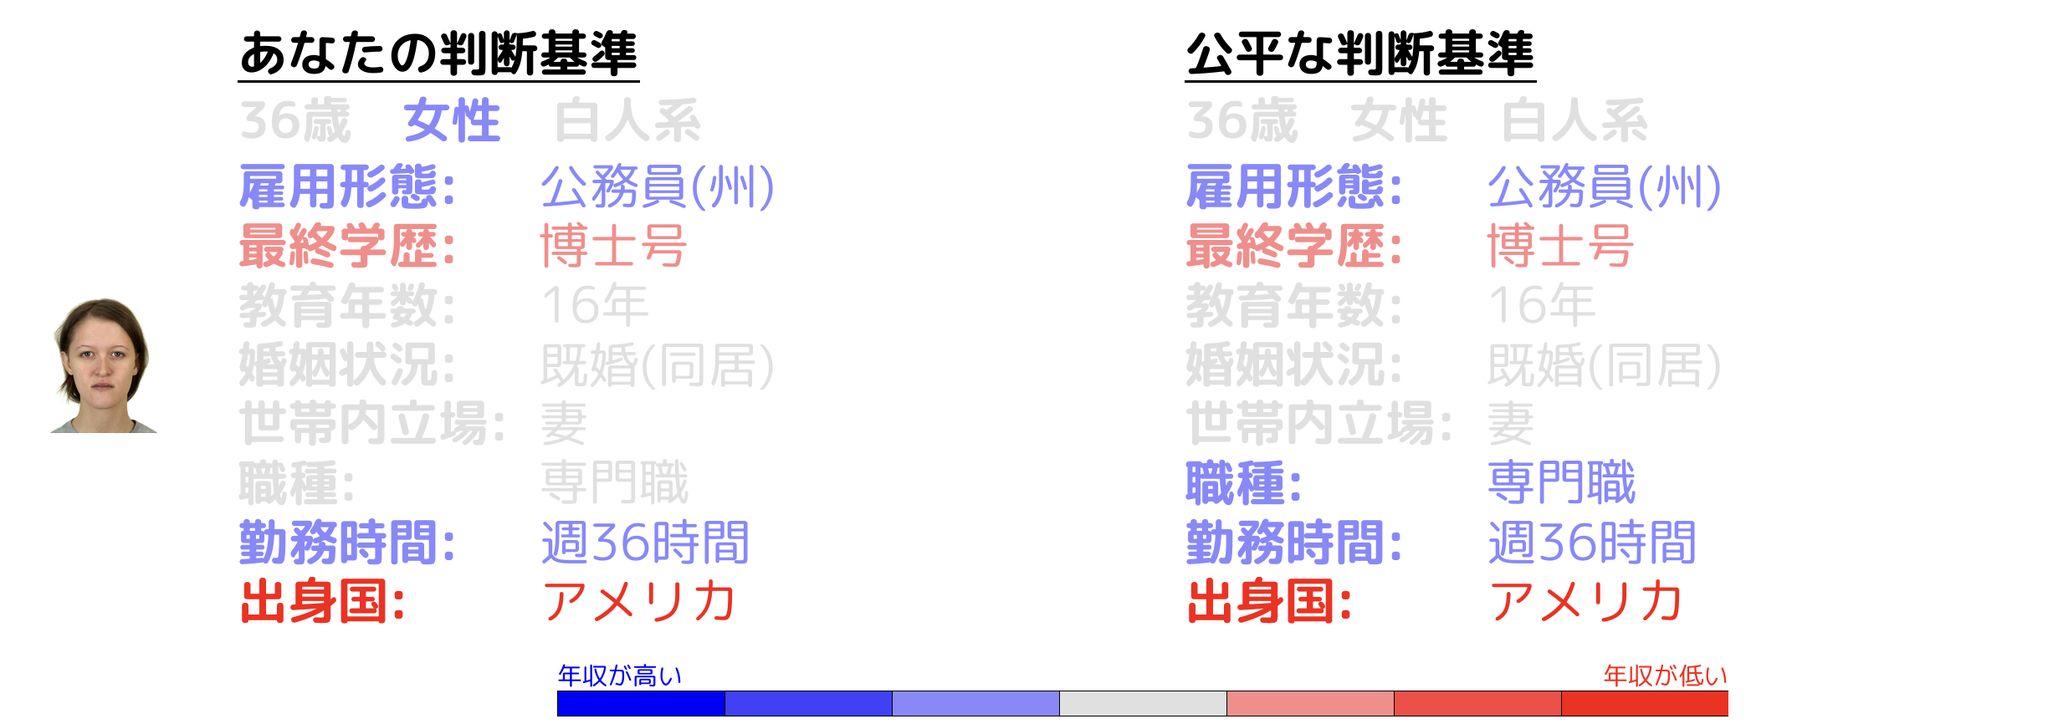 あなたの判断基準
36歳 女性 白人系
雇用形態: 公務員(州)
最終学歴: 博士号
教育年数: 16年
婚姻状況: 既婚(同居)
世帯内立場: 妻
職種: 専門職
勤務時間: 週36時間
出身国: アメリカ
公平な判断基準
36歳 女性 白人系
雇用形態: 公務員(州)
最終学歴: 博士号
教育年数: 16年
婚姻状況: 既婚(同居)
世帯内立場: 妻
職種: 専門職
勤務時間: 週36時間
出身国: アメリカ
年収が高い
年収が低い